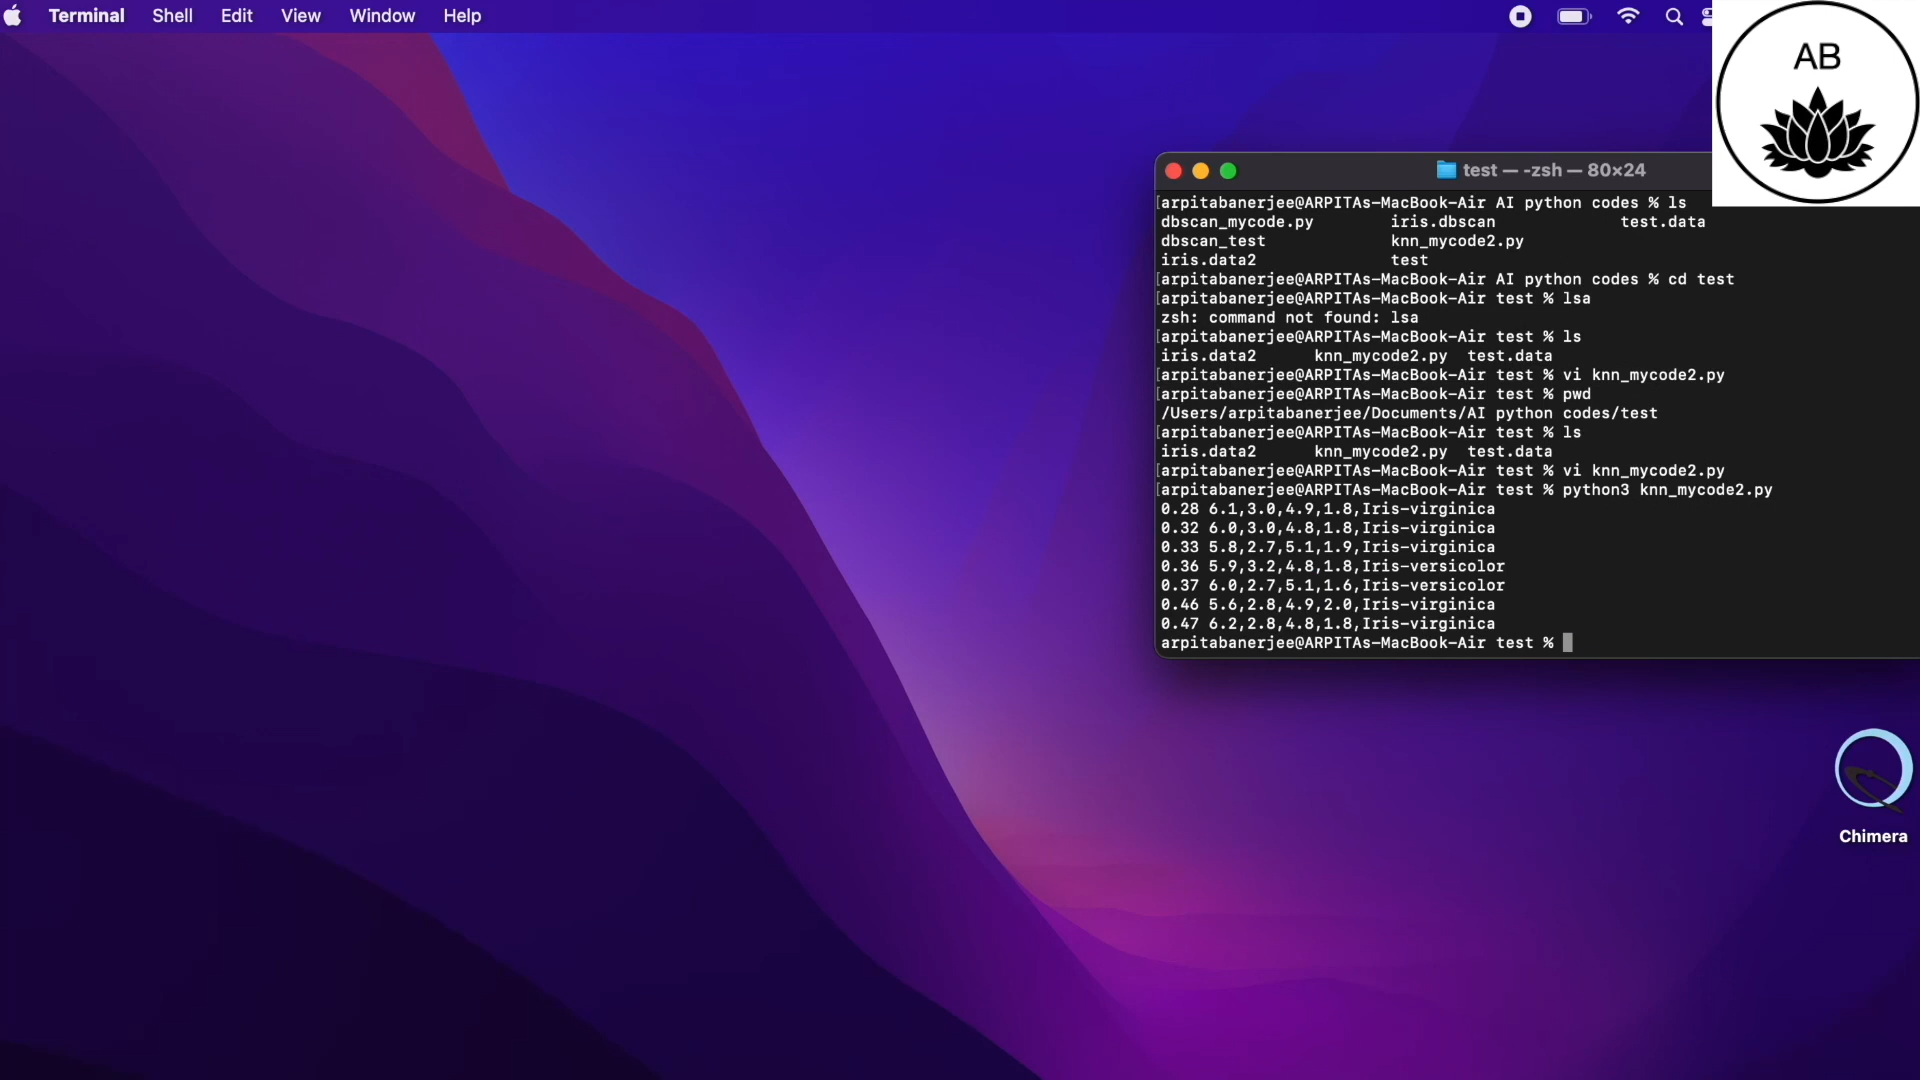 Terminal Shell Edit View Window Help
AB
test — -zsh — 80×24
[arpitabanerjee@ARPITAs-MacBook-Air AI python codes % ls
dbscan_mycode.py iris.dbscan test.data
dbscan_test knn_mycode2.py
iris.data2 test
[arpitabanerjee@ARPITAs-MacBook-Air AI python codes % cd test
[arpitabanerjee@ARPITAs-MacBook-Air test % lsa
zsh: command not found: lsa
[arpitabanerjee@ARPITAs-MacBook-Air test % ls
iris.data2 knn_mycode2.py test.data
[arpitabanerjee@ARPITAs-MacBook-Air test % vi knn_mycode2.py
[arpitabanerjee@ARPITAs-MacBook-Air test % pwd
/Users/arpitabanerjee/Documents/AI python codes/test
[arpitabanerjee@ARPITAs-MacBook-Air test % ls
iris.data2 knn_mycode2.py test.data
[arpitabanerjee@ARPITAs-MacBook-Air test % vi knn_mycode2.py
[arpitabanerjee@ARPITAs-MacBook-Air test % python3 knn_mycode2.py
0.28 6.1,3.0,4.9,1.8,Iris-virginica
0.32 6.0,3.0,4.8,1.8,Iris-virginica
0.33 5.8,2.7,5.1,1.9,Iris-virginica
0.36 5.9,3.2,4.8,1.8,Iris-versicolor
0.37 6.0,2.7,5.1,1.6,Iris-versicolor
0.46 5.6,2.8,4.9,2.0,Iris-virginica
0.47 6.2,2.8,4.8,1.8,Iris-virginica
arpitabanerjee@ARPITAs-MacBook-Air test %
Chimera